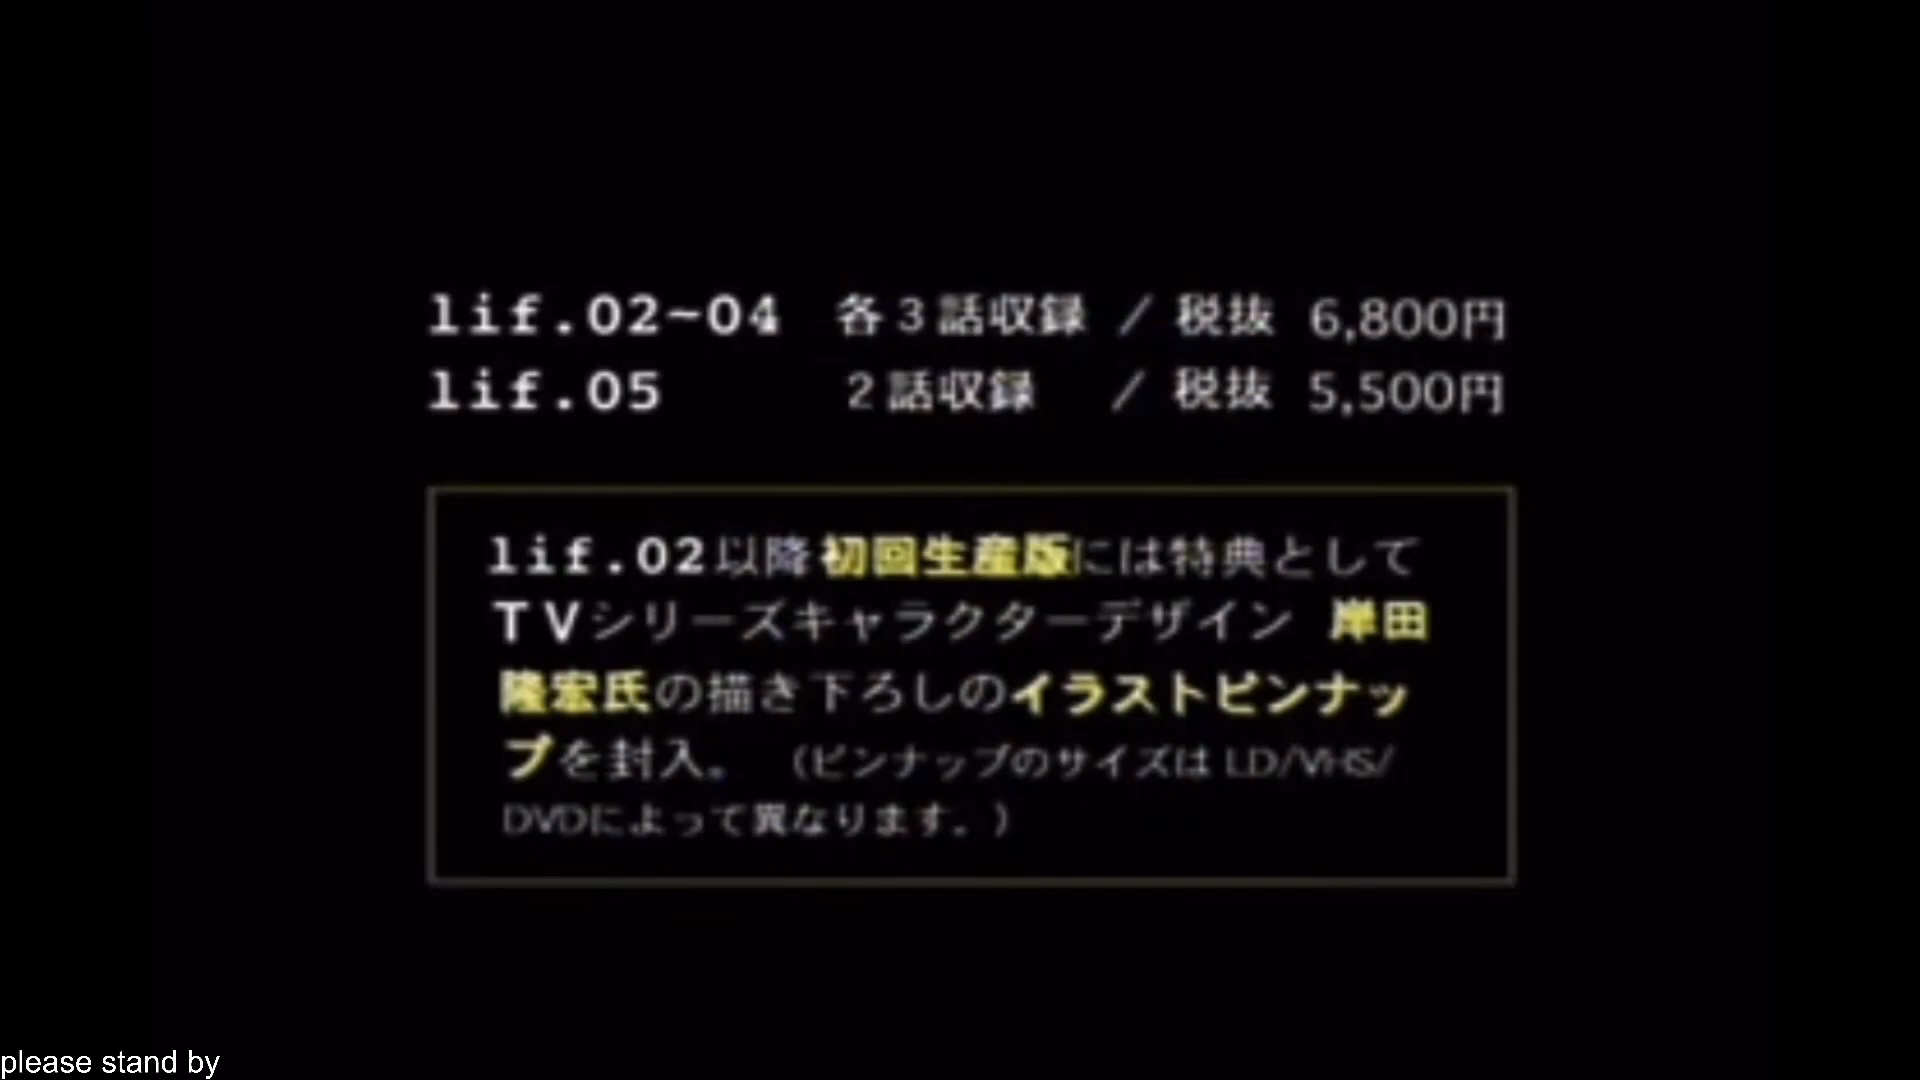 lif.02~04 各3話収録 / 税抜 6,800円
lif.05 2話収録 / 税抜 5,500円
lif.02以降初回生産版には特典として
TVシリーズキャラクターデザイン 岸田
隆宏氏の描き下ろしのイラストピンナッ
プを封入。 (ピンナップのサイズは LD/VHS/
DVDによって異なります。)
please stand by